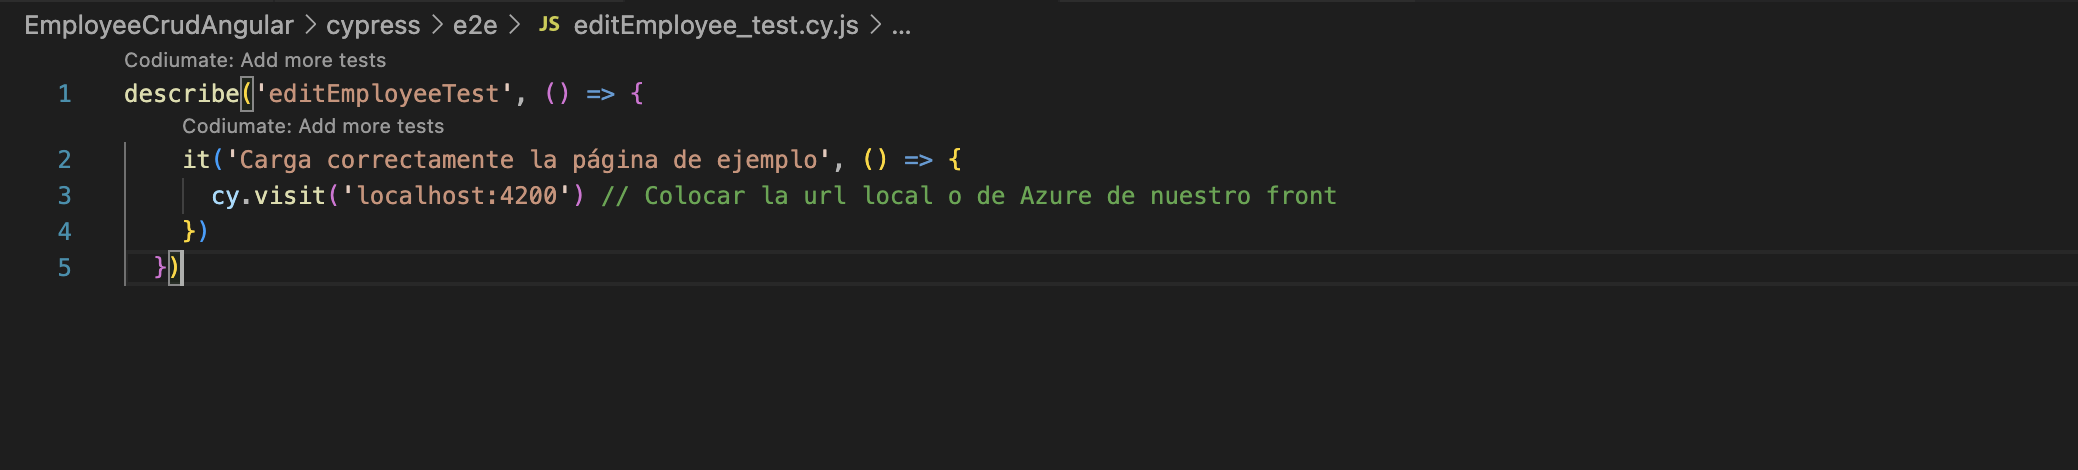 EmployeeCrudAngular > cypress > e2e > JS editEmployee_test.cy.js > ...
Codiumate: Add more tests
1 describe('editEmployeeTest', () => {
Codiumate: Add more tests
2 it('Carga correctamente la página de ejemplo', () => {
3 cy.visit('localhost:4200') // Colocar la url local o de Azure de nuestro front
4 })
5 })